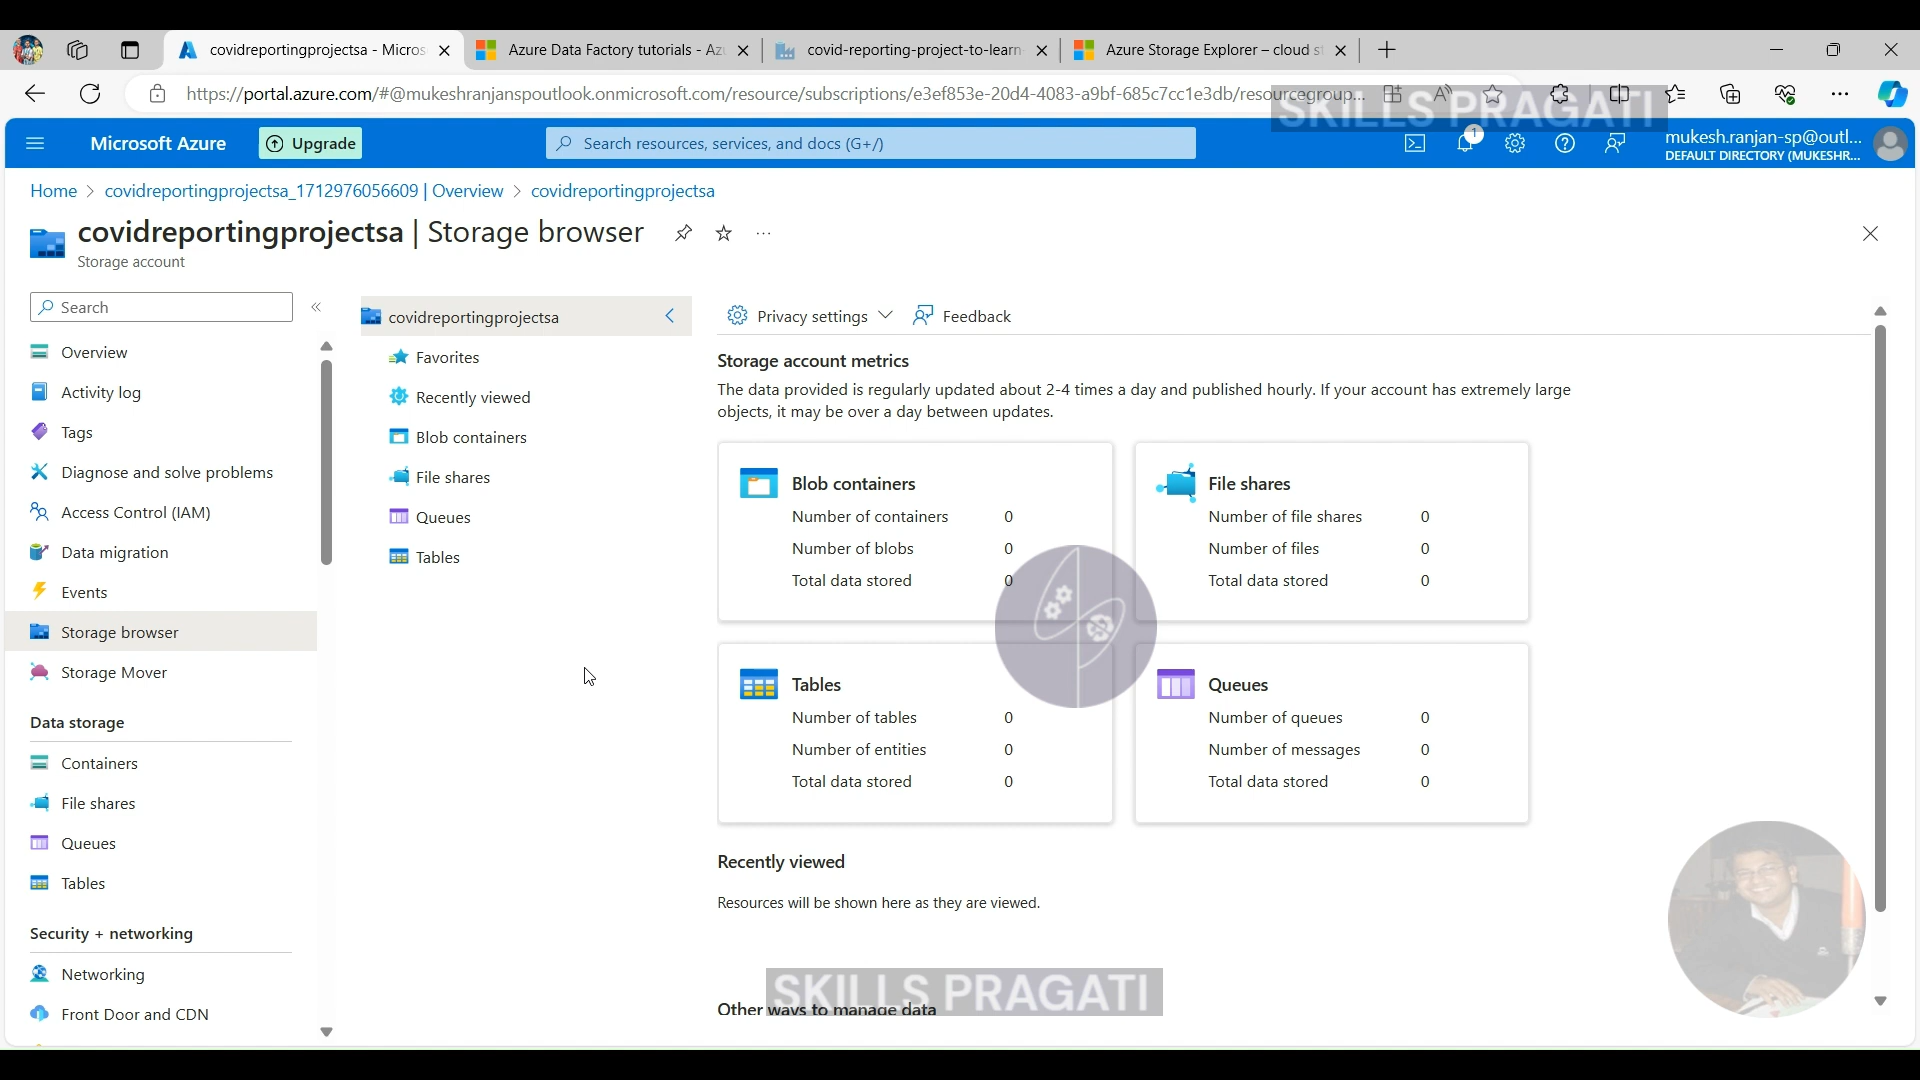 covidreportingprojectsa - Micros
Azure Data Factory tutorials - Az
covid-reporting-project-to-learn
Azure Storage Explorer – cloud st
https://portal.azure.com/#@mukeshranjanspoutlook.onmicrosoft.com/resource/subscriptions/e3ef853e-20d4-4083-a9bf-685c7cc1e3db/resourcegroup...
SKILLS PRAGATI
Microsoft Azure
Upgrade
Search resources, services, and docs (G+/)
1
mukesh.ranjan-sp@outl...
DEFAULT DIRECTORY (MUKESHR...
Home > covidreportingprojectsa_1712976056609 | Overview > covidreportingprojectsa
covidreportingprojectsa | Storage browser
Storage account
Search
Overview
Activity log
Tags
Diagnose and solve problems
Access Control (IAM)
Data migration
Events
Storage browser
Storage Mover
Data storage
Containers
File shares
Queues
Tables
Security + networking
Networking
Front Door and CDN
covidreportingprojectsa
Favorites
Recently viewed
Blob containers
File shares
Queues
Tables
Privacy settings
Feedback
Storage account metrics
The data provided is regularly updated about 2-4 times a day and published hourly. If your account has extremely large
objects, it may be over a day between updates.
Blob containers
Number of containers 0
Number of blobs 0
Total data stored 0
File shares
Number of file shares 0
Number of files 0
Total data stored 0
Tables
Number of tables 0
Number of entities 0
Total data stored 0
Queues
Number of queues 0
Number of messages 0
Total data stored 0
Recently viewed
Resources will be shown here as they are viewed.
SKILLS PRAGATI
Other ways to manage data